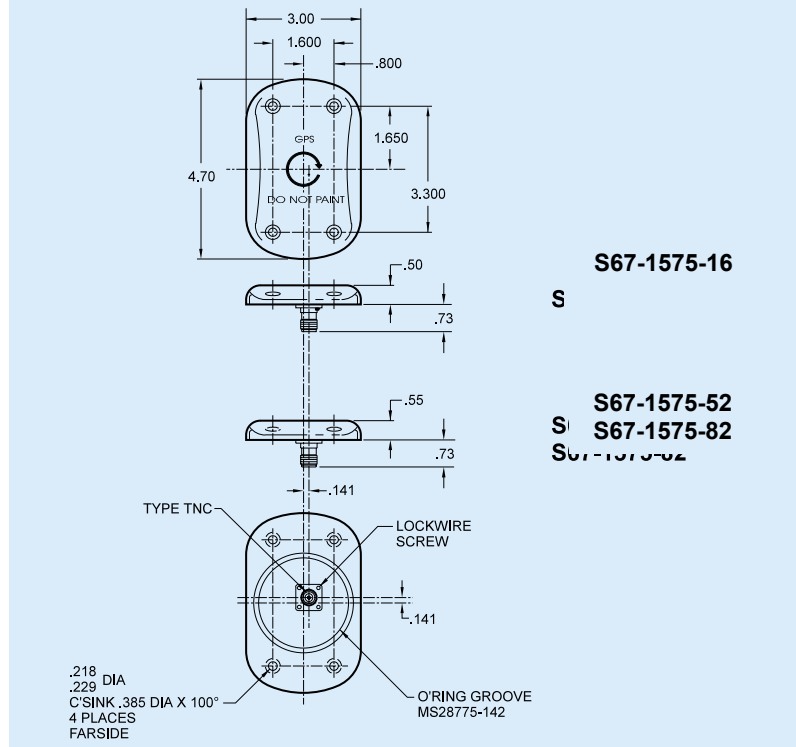 3.00
1.600
.800
GPS
1.650
4.70
3.300
DO NOT PAINT
.50
S67-1575-16
S
.73
.55
S67-1575-52
S67-1575-82
.73
.141
TYPE TNC
LOCKWIRE
SCREW
.141
.218
.229 DIA
C'SINK .385 DIA X 100°
4 PLACES
FARSIDE
O'RING GROOVE
MS28775-142